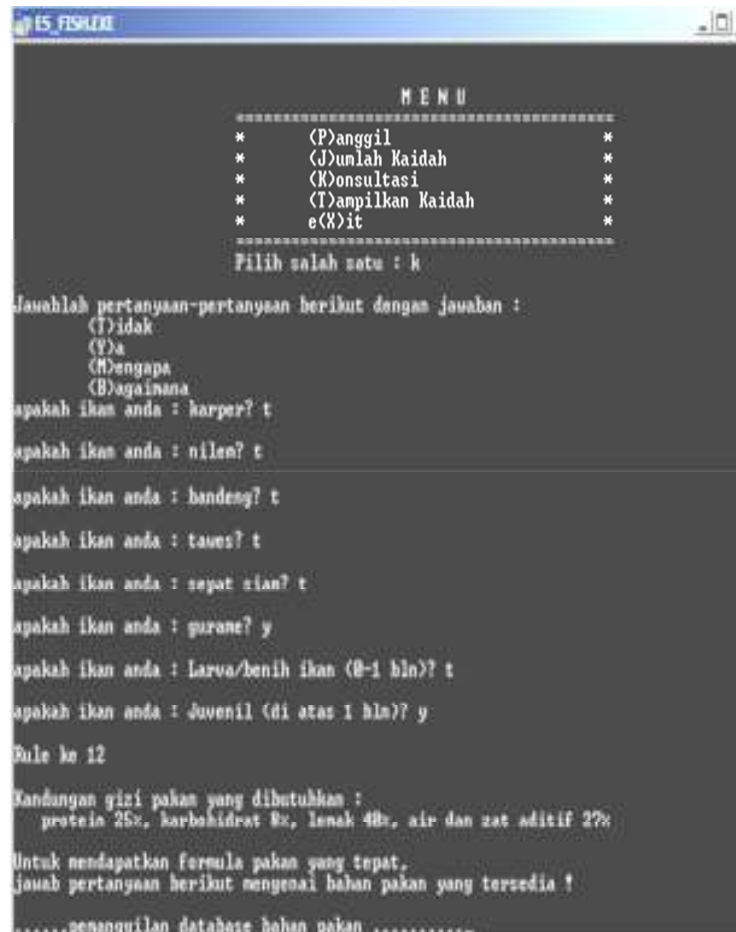 ES_FISH.EXE
M E N U
=========================================
* (P)anggil *
* (J)umlah Kaidah *
* (K)onsultasi *
* (T)ampilkan Kaidah *
* e(X)it *
=========================================
Pilih salah satu : k
Jawablah pertanyaan-pertanyaan berikut dengan jawaban :
(T)idak
(Y)a
(M)engapa
(B)agaimana
apakah ikan anda : karper? t
apakah ikan anda : nilem? t
apakah ikan anda : bandeng? t
apakah ikan anda : tawes? t
apakah ikan anda : sepat siam? t
apakah ikan anda : gurame? y
apakah ikan anda : Larva/benih ikan (0-1 bln)? t
apakah ikan anda : Juvenil (di atas 1 bln)? y
Rule ke 12
Kandungan gizi pakan yang dibutuhkan :
protein 25%, karbohidrat 8%, lemak 40%, air dan zat aditif 27%
Untuk mendapatkan formula pakan yang tepat,
jawab pertanyaan berikut mengenai bahan pakan yang tersedia !
......pemanggilan database bahan pakan ...........